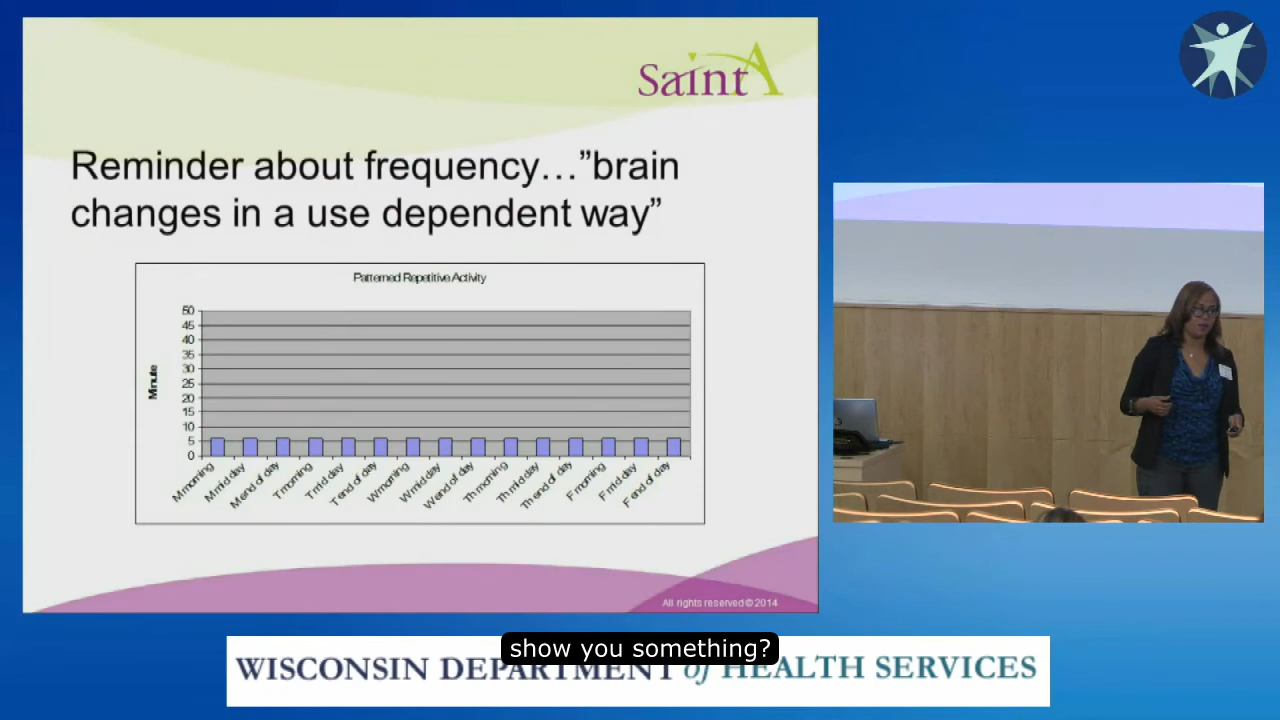 SaintA
Reminder about frequency…”brain
changes in a use dependent way”
Patterned Repetitive Activity
Minute
50
45
40
35
30
25
20
15
10
5
0
M morning
M mid day
M end of day
T morning
T mid day
T end of day
W morning
W mid day
W end of day
Th morning
Th mid day
Th end of day
F morning
F mid day
F end of day
All rights reserved © 2014
show you something?
WISCONSIN DEPARTMENT of HEALTH SERVICES